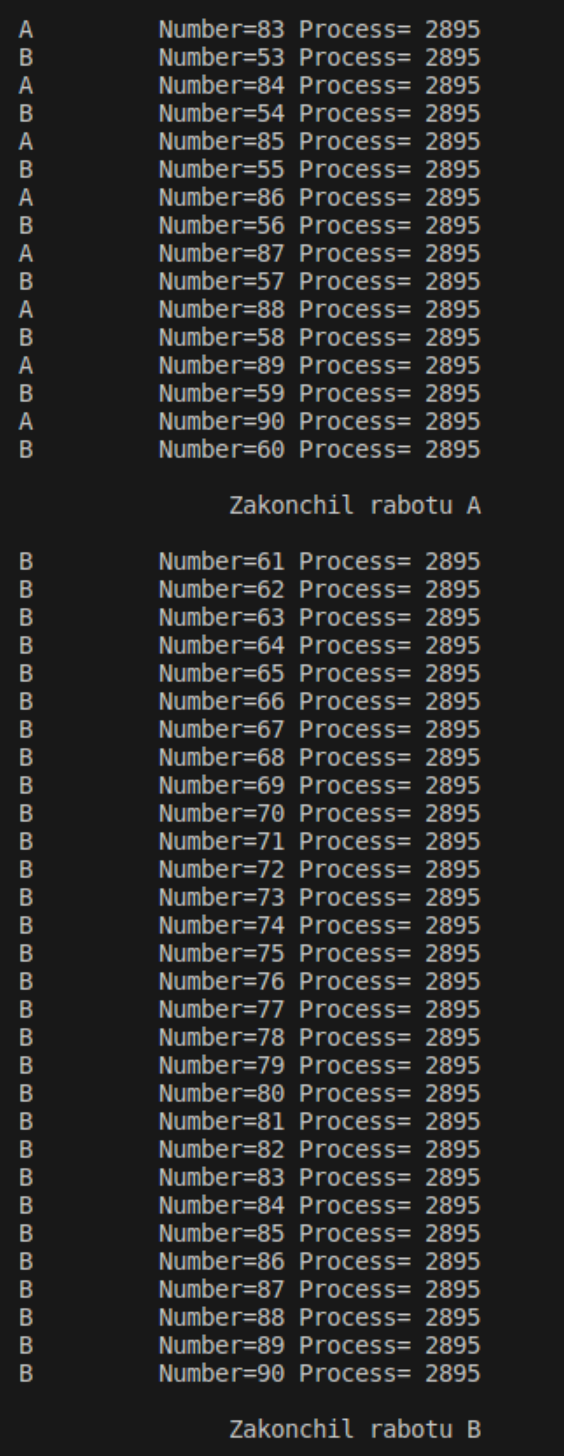 A Number=83 Process= 2895
B Number=53 Process= 2895
A Number=84 Process= 2895
B Number=54 Process= 2895
A Number=85 Process= 2895
B Number=55 Process= 2895
A Number=86 Process= 2895
B Number=56 Process= 2895
A Number=87 Process= 2895
B Number=57 Process= 2895
A Number=88 Process= 2895
B Number=58 Process= 2895
A Number=89 Process= 2895
B Number=59 Process= 2895
A Number=90 Process= 2895
B Number=60 Process= 2895
Zakonchil rabotu A
B Number=61 Process= 2895
B Number=62 Process= 2895
B Number=63 Process= 2895
B Number=64 Process= 2895
B Number=65 Process= 2895
B Number=66 Process= 2895
B Number=67 Process= 2895
B Number=68 Process= 2895
B Number=69 Process= 2895
B Number=70 Process= 2895
B Number=71 Process= 2895
B Number=72 Process= 2895
B Number=73 Process= 2895
B Number=74 Process= 2895
B Number=75 Process= 2895
B Number=76 Process= 2895
B Number=77 Process= 2895
B Number=78 Process= 2895
B Number=79 Process= 2895
B Number=80 Process= 2895
B Number=81 Process= 2895
B Number=82 Process= 2895
B Number=83 Process= 2895
B Number=84 Process= 2895
B Number=85 Process= 2895
B Number=86 Process= 2895
B Number=87 Process= 2895
B Number=88 Process= 2895
B Number=89 Process= 2895
B Number=90 Process= 2895
Zakonchil rabotu B